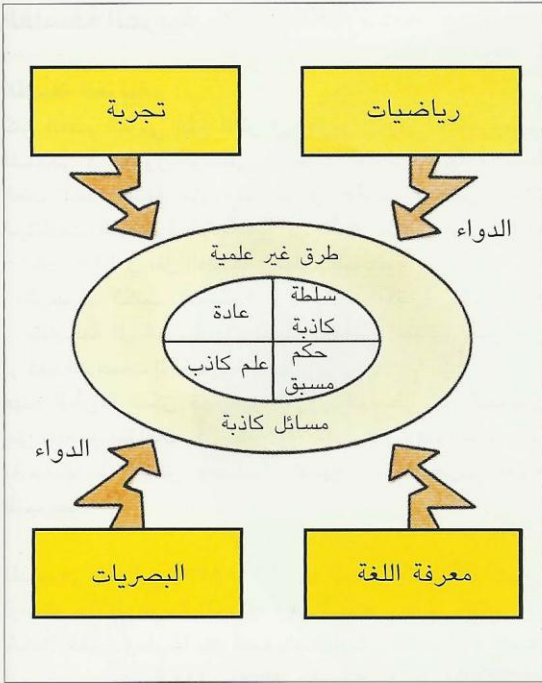 رياضيات
تجربة
الدواء
طرق غير علمية
سلطة
كاذبة
عادة
حكم
مسبق
علم كاذب
مسائل كاذبة
الدواء
معرفة اللغة
البصريات